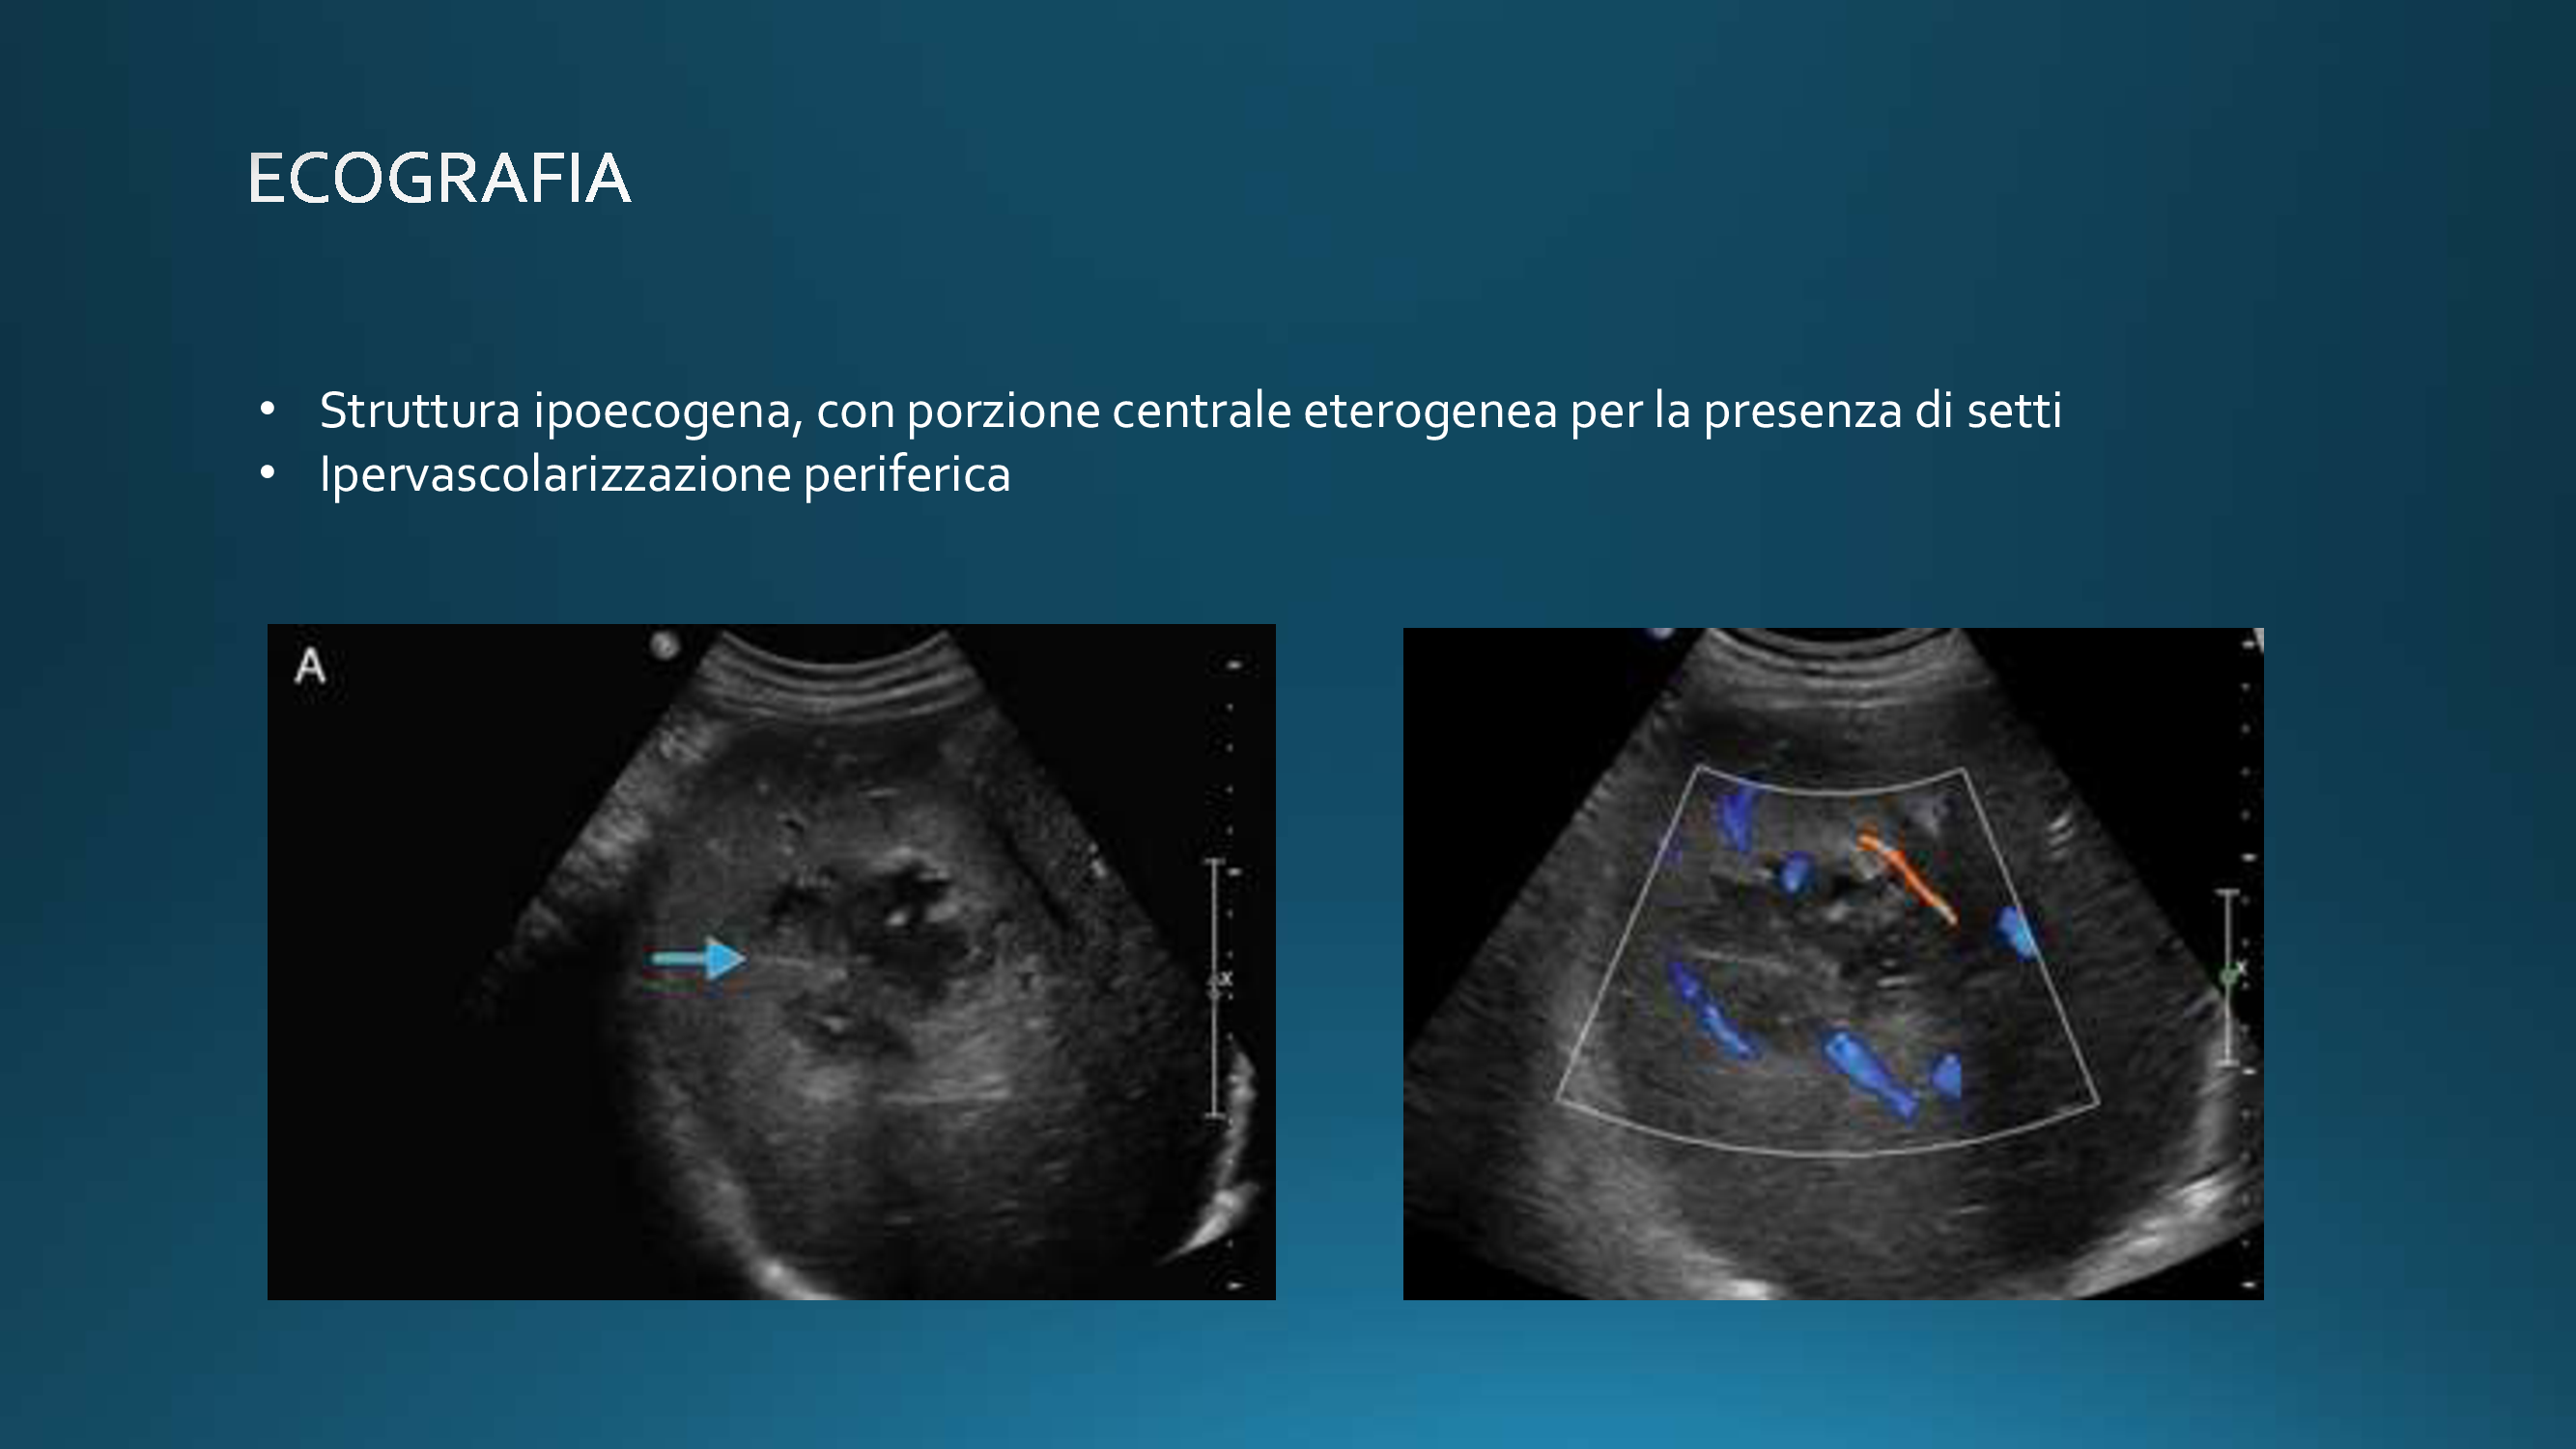 ECOGRAFIA
• Struttura ipoecogena, con porzione centrale eterogenea per la presenza di setti
• Ipervascolarizzazione periferica
A